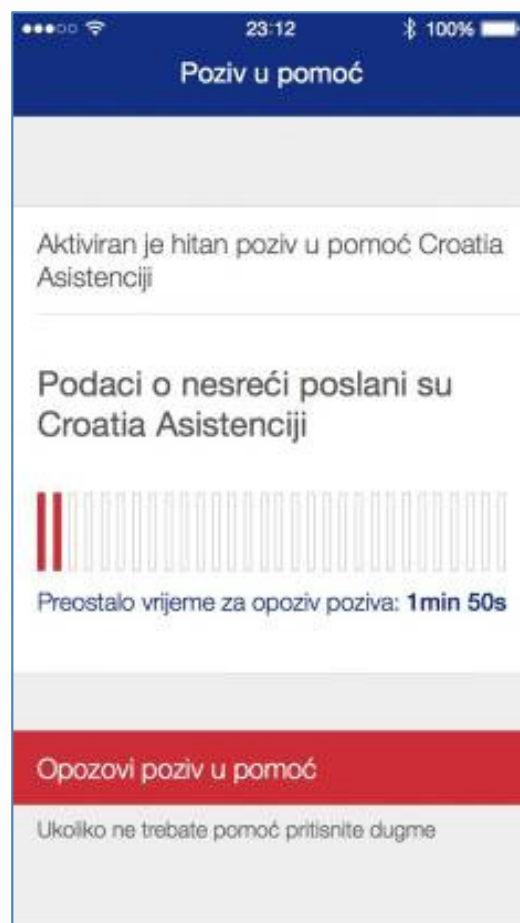 23:12 100%
Poziv u pomoć
Aktiviran je hitan poziv u pomoć Croatia
Asistenciji
Podaci o nesreći poslani su
Croatia Asistenciji
Preostalo vrijeme za opoziv poziva: 1min 50s
Opozovi poziv u pomoć
Ukoliko ne trebate pomoć pritisnite dugme